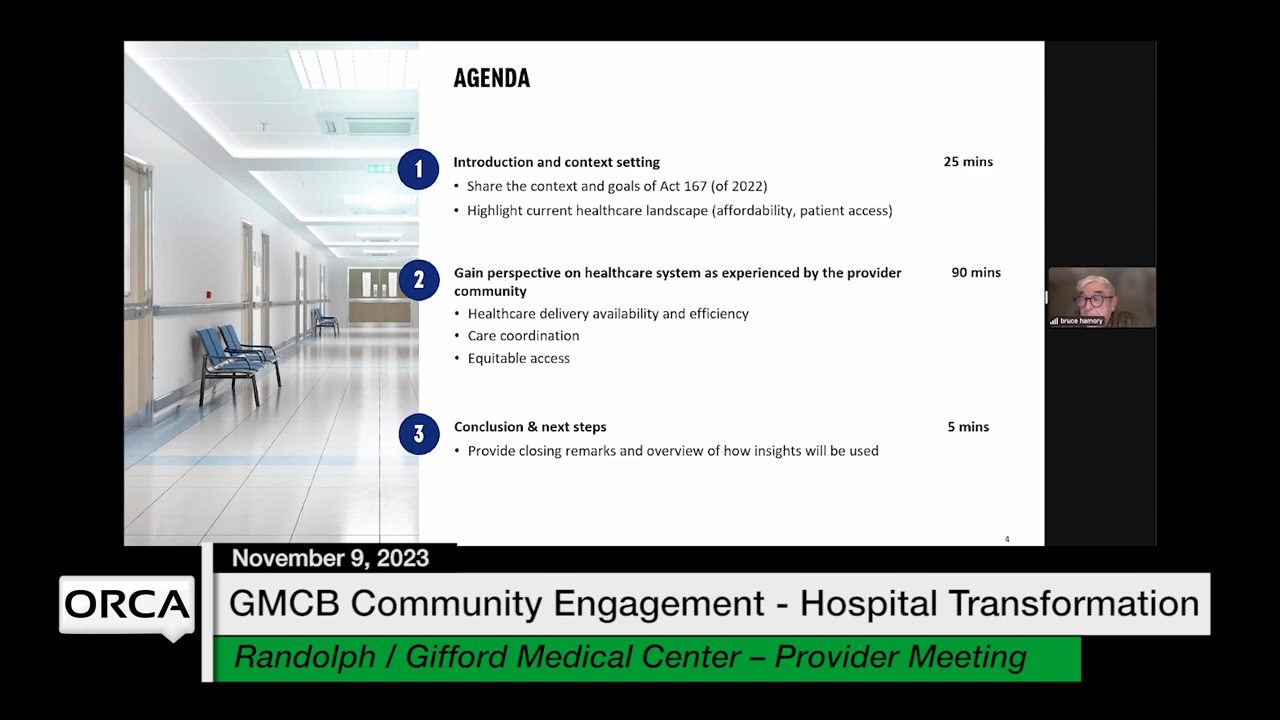 AGENDA
1
Introduction and context setting
25 mins
• Share the context and goals of Act 167 (of 2022)
• Highlight current healthcare landscape (affordability, patient access)
2
Gain perspective on healthcare system as experienced by the provider
community
90 mins
• Healthcare delivery availability and efficiency
• Care coordination
• Equitable access
3
Conclusion & next steps
5 mins
• Provide closing remarks and overview of how insights will be used
4
bruce hamory
November 9, 2023
ORCA
GMCB Community Engagement - Hospital Transformation
Randolph / Gifford Medical Center – Provider Meeting